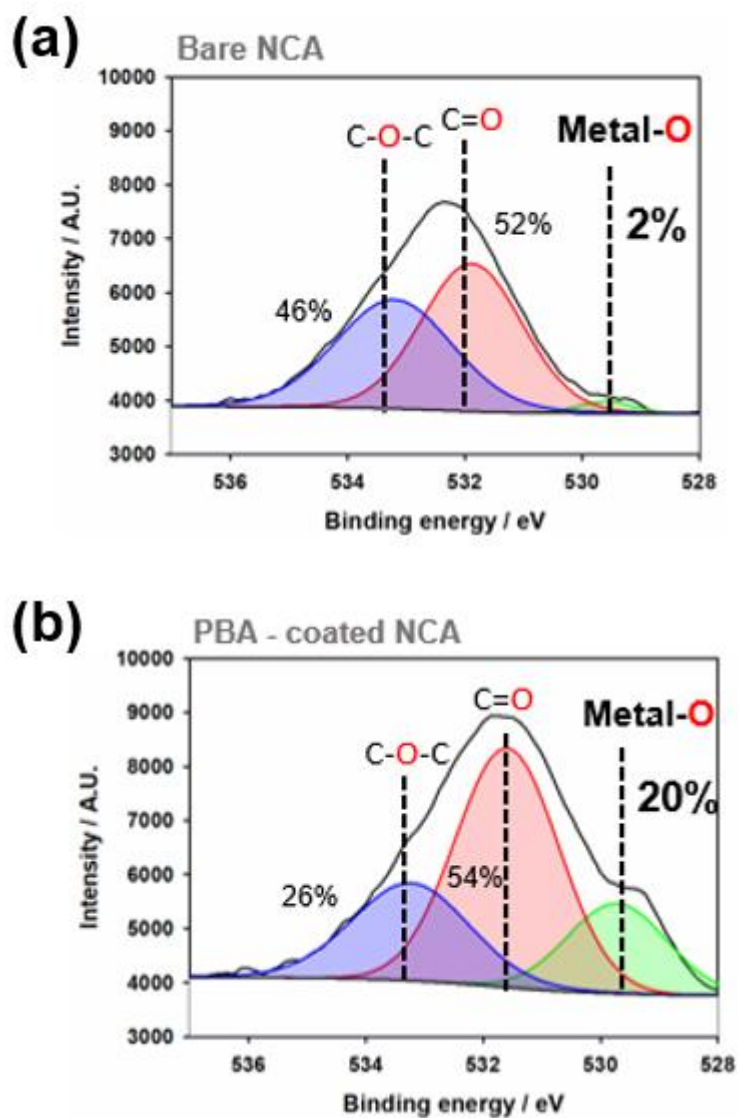 (a)
Bare NCA
10000
9000
8000
7000
6000
5000
4000
3000
Intensity / A.U.
C-O-C
C=O
Metal-O
46%
52%
2%
536
534
532
530
528
Binding energy / eV
(b)
PBA - coated NCA
10000
9000
8000
7000
6000
5000
4000
3000
Intensity / A.U.
C-O-C
C=O
Metal-O
26%
54%
20%
536
534
532
530
528
Binding energy / eV